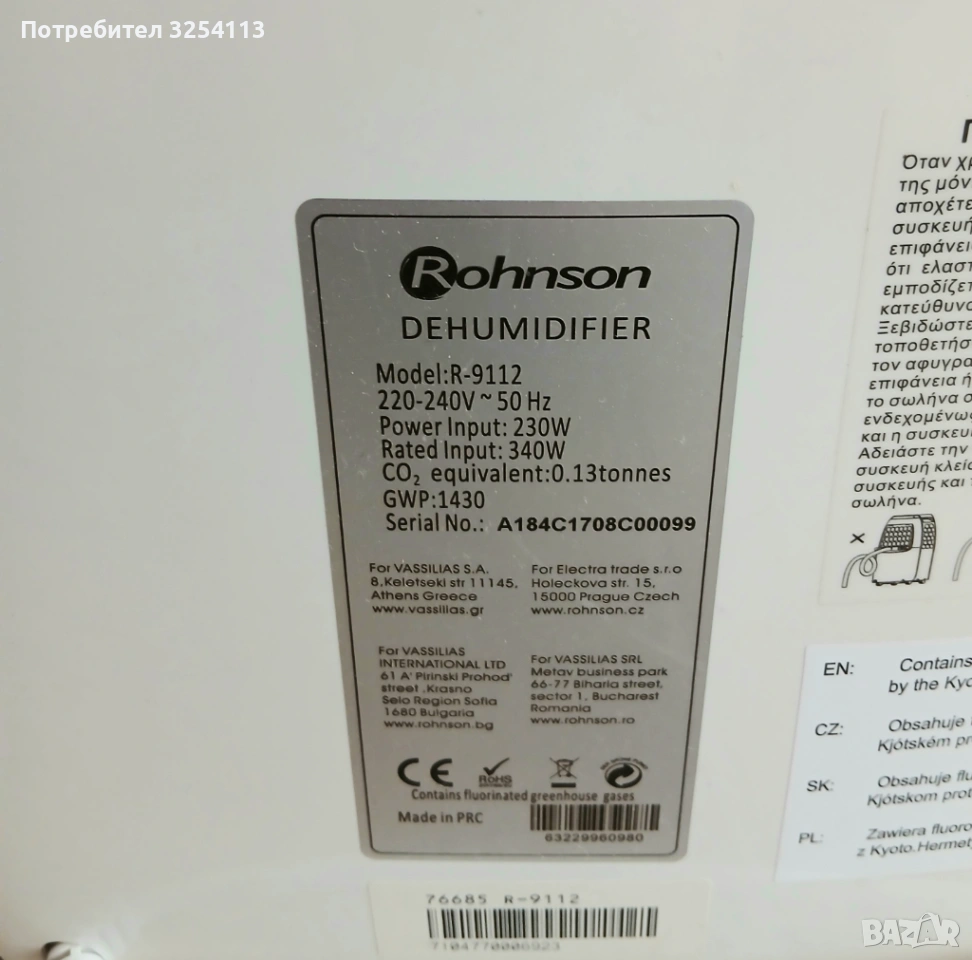 Потребител 3254113
Rohnson
DEHUMIDIFIER
Model:R-9112
220-240V ~ 50 Hz
Power Input: 230W
Rated Input: 340W
CO₂ equivalent:0.13tonnes
GWP:1430
Serial No.: A184C1708C00099
For VASSILIAS S.A.
8,Keletseki str 11145,
Athens Greece
www.vassilias.gr
For Electra trade s.r.o
Holeckova str. 15,
15000 Prague Czech
www.rohnson.cz
For VASSILIAS
INTERNATIONAL LTD
61 A' Pirinski Prohod'
street ,Krasno
Selo Region Sofia
1680 Bulgaria
www.rohnson.bg
For VASSILIAS SRL
Metav business park
66-77 Biharia street,
sector 1, Bucharest
Romania
www.rohnson.ro
CE
RoHS
Contains fluorinated greenhouse gases
Made in PRC
63229960980
76685 R-9112
7104770006923
Όταν χρ
της μόν
αποχέτε
συσκευή
επιφάνει
ότι ελαστ
εμποδίζετ
κατεύθυνσ
Ξεβιδώστε
τοποθετήσ
τον αφυγρα
επιφάνεια ή
το σωλήνα σ
ενδεχομένως
και η συσκευ
Αδειάστε την
συσκευή κλεία
συσκευής και τ
σωλήνα.
EN: Contains
by the Kyo
CZ: Obsahuje
Kjótském pr
SK: Obsahuje flu
Kjótskom prot
PL: Zawiera fluoro
z Kyoto.Hermet
BAZAR